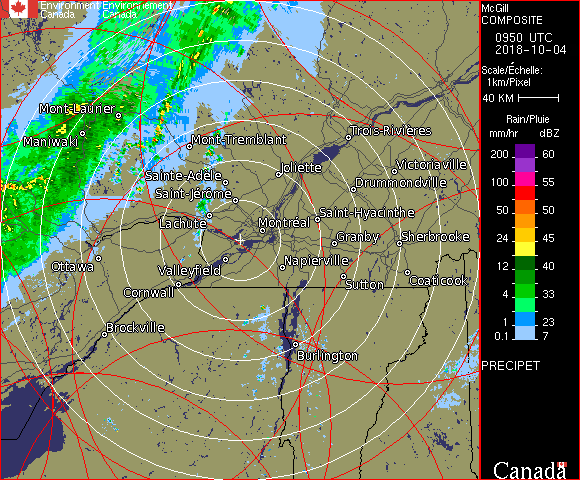 Environment Environnement
Canada Canada
McGill
COMPOSITE
0950 UTC
2018-10-04
Scale/Échelle:
1km/Pixel
40 KM
Rain/Pluie
mm/hr dBZ
200 60
100 55
50 50
24 45
12 40
8 33
4 28
1 23
0.1 7
PRECIPET
Canada
Mont-Laurier
Maniwaki
Mont-Tremblant
Trois-Rivières
Sainte-Adèle
Joliette
Victoriaville
Saint-Jérôme
Drummondville
Lachute
Montréal
Saint-Hyacinthe
Granby
Sherbrooke
Ottawa
Valleyfield
Napierville
Cornwall
Sutton
Coaticook
Brockville
Burlington